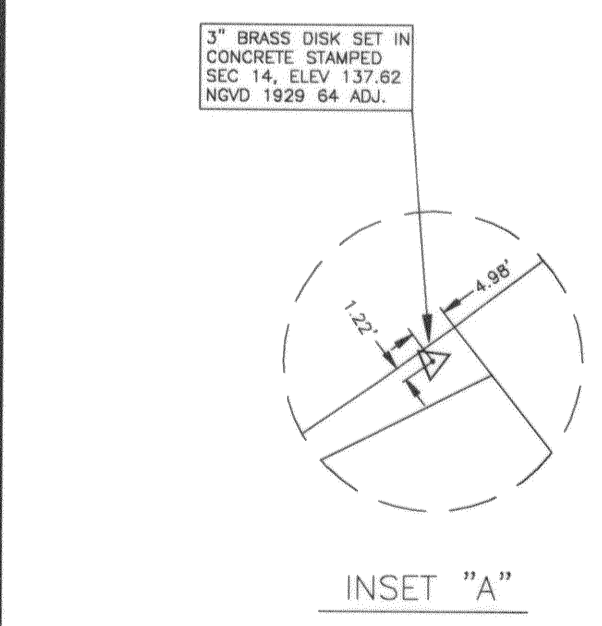 3" BRASS DISK SET IN
CONCRETE STAMPED
SEC 14, ELEV 137.62
NGVD 1929 64 ADJ.
4.98'
1.22'
INSET "A"